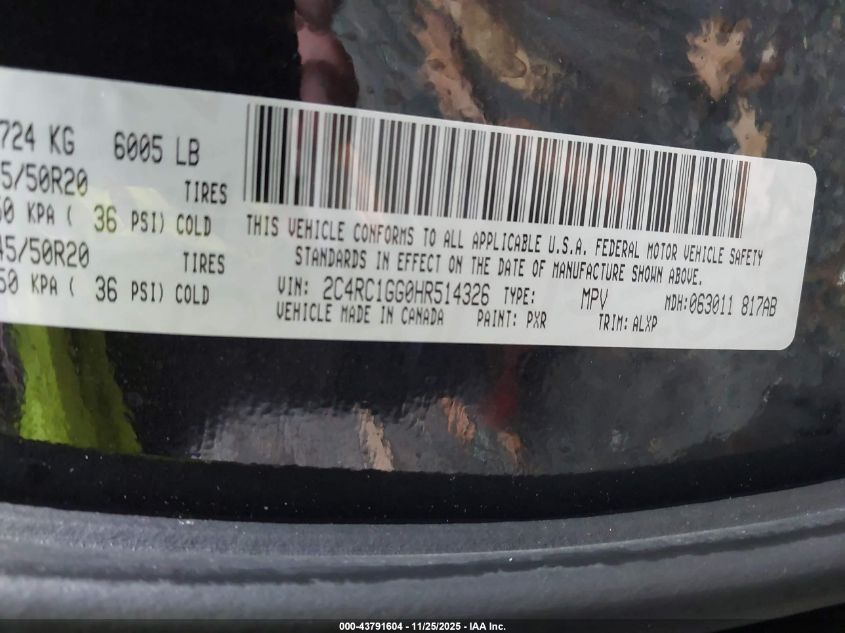 724 KG 6005 LB
5/50R20 TIRES
50 KPA ( 36 PSI) COLD
45/50R20 TIRES
50 KPA ( 36 PSI) COLD
THIS VEHICLE CONFORMS TO ALL APPLICABLE U.S.A. FEDERAL MOTOR VEHICLE SAFETY
STANDARDS IN EFFECT ON THE DATE OF MANUFACTURE SHOWN ABOVE.
VIN: 2C4RC1GG0HR514326 TYPE: MPV MDH:063011 817AB
VEHICLE MADE IN CANADA PAINT: PXR TRIM: ALXP
000-43791604 — 11/25/2025 — IAA Inc.